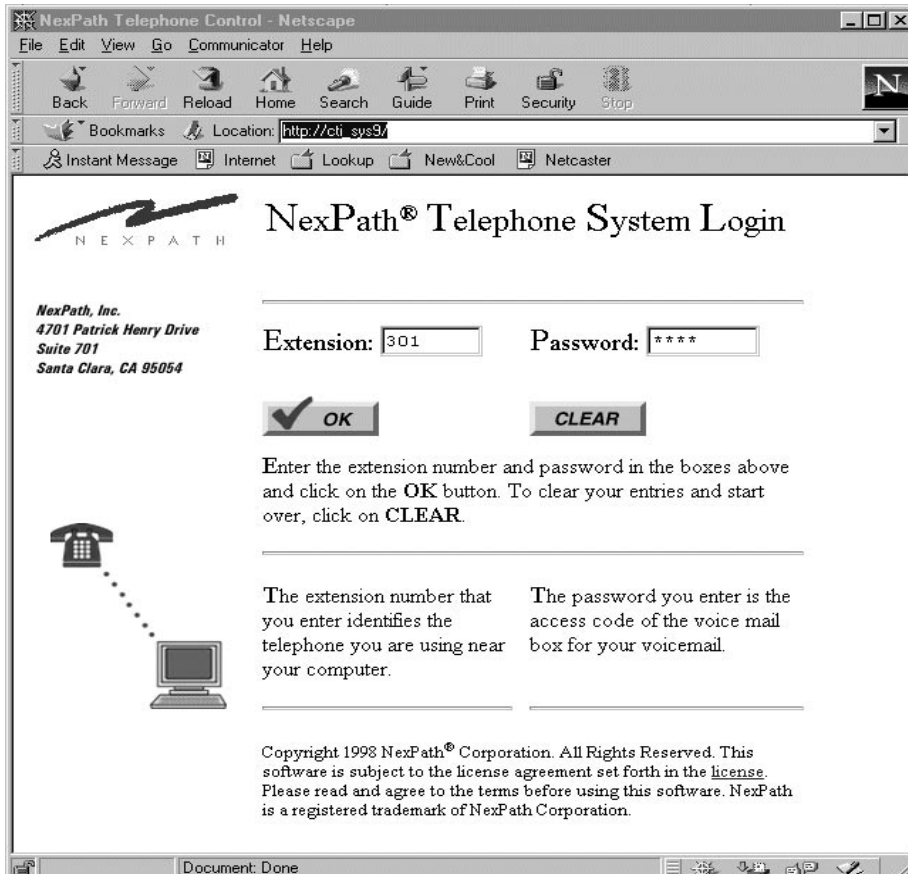 NexPath Telephone Control - Netscape
File Edit View Go Communicator Help
Back Forward Reload Home Search Guide Print Security Stop
N
Bookmarks Location: http://cti_sys9/
Instant Message Internet Lookup New&Cool Netcaster
NEXPATH
NexPath® Telephone System Login
NexPath, Inc.
4701 Patrick Henry Drive
Suite 701
Santa Clara, CA 95054
Extension: 301 Password: ****
OK CLEAR
Enter the extension number and password in the boxes above
and click on the OK button. To clear your entries and start
over, click on CLEAR.
The extension number that
you enter identifies the
telephone you are using near
your computer.
The password you enter is the
access code of the voice mail
box for your voicemail.
Copyright 1998 NexPath® Corporation. All Rights Reserved. This
software is subject to the license agreement set forth in the license.
Please read and agree to the terms before using this software. NexPath
is a registered trademark of NexPath Corporation.
Document: Done